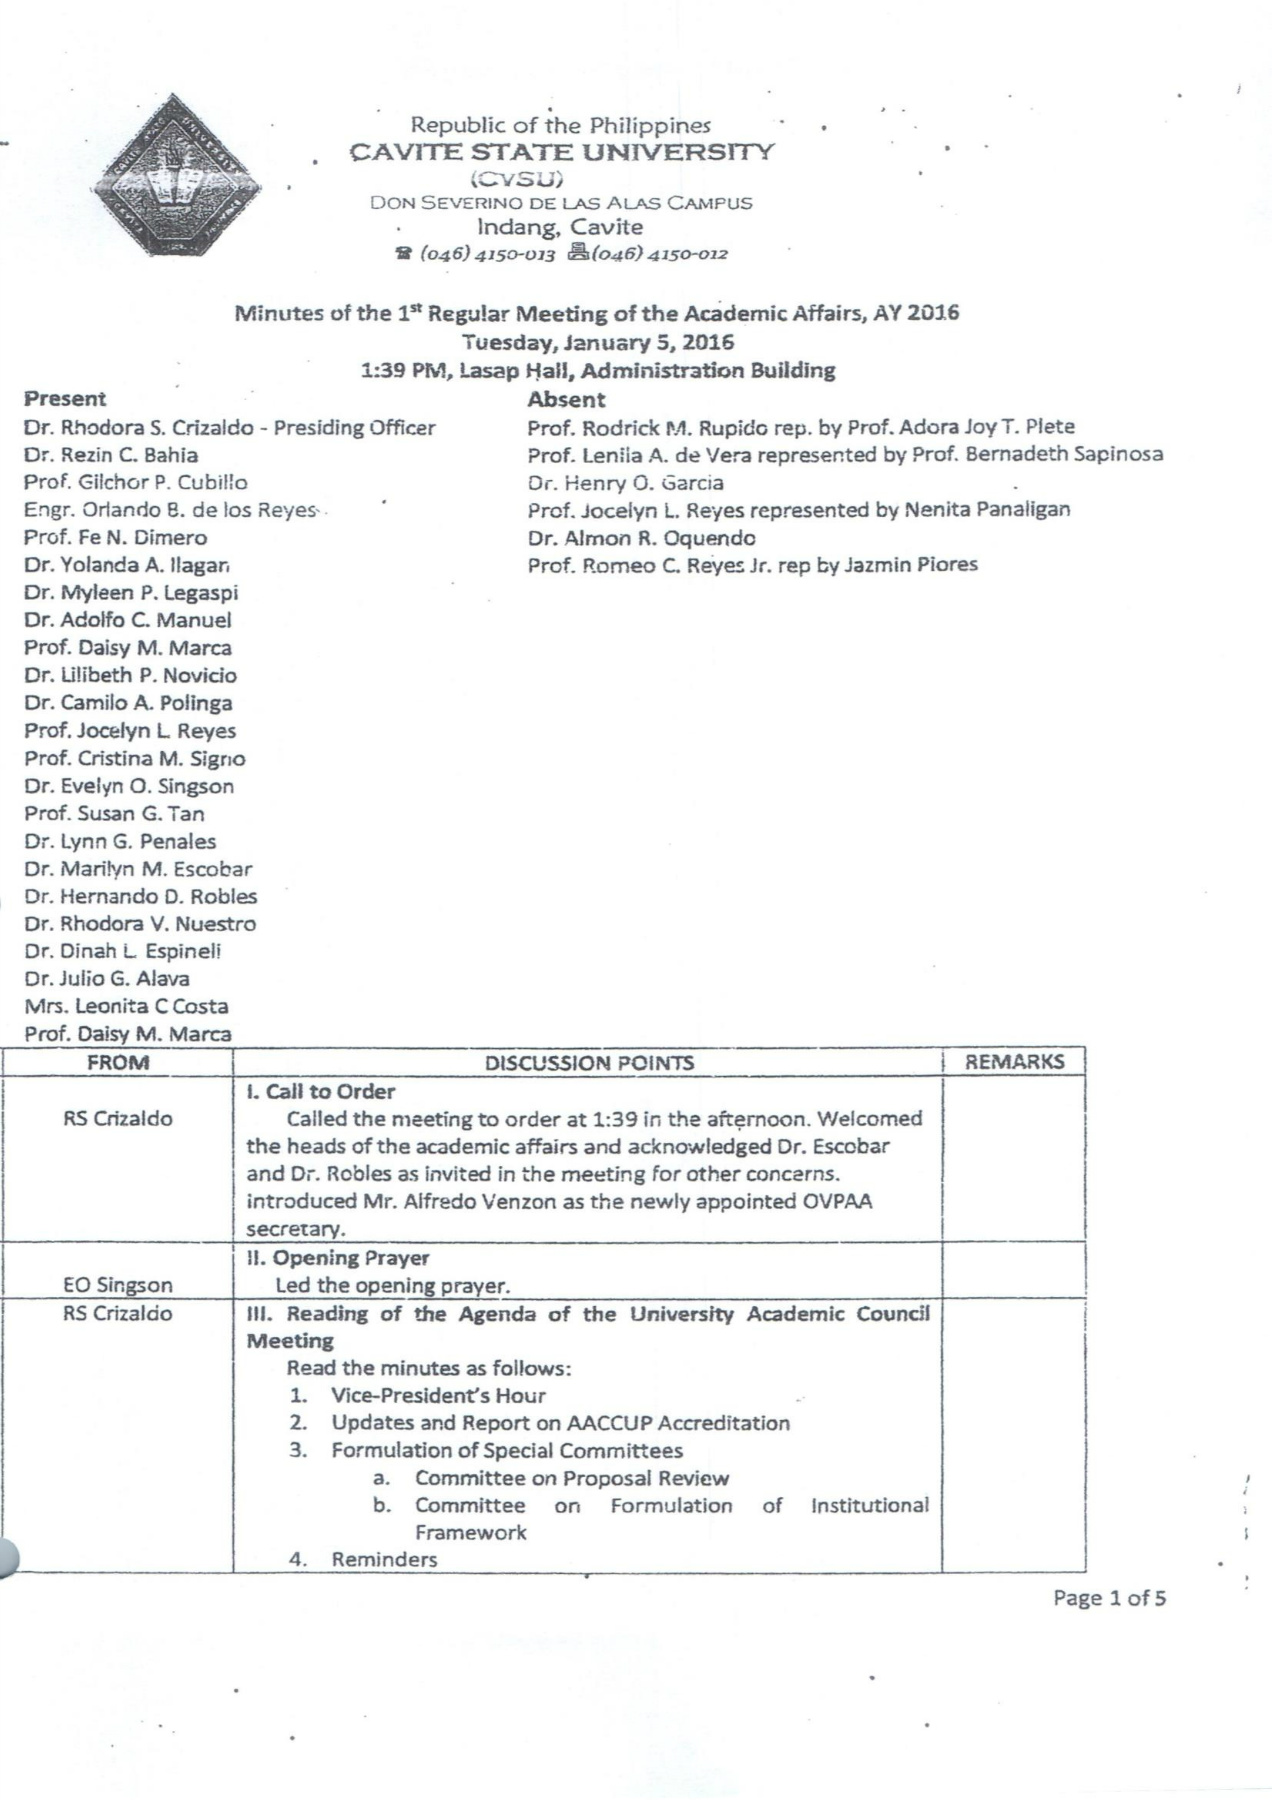 Republic of the Philippines
CAVITE STATE UNIVERSITY
(CVSU)
DON SEVERINO DE LAS ALAS CAMPUS
Indang, Cavite
☎ (046) 4150-013 (046) 4150-012
Minutes of the 1st Regular Meeting of the Academic Affairs, AY 2016
Tuesday, January 5, 2016
1:39 PM, Lasap Hall, Administration Building
Present
Dr. Rhodora S. Crizaldo - Presiding Officer
Dr. Rezin C. Bahia
Prof. Gilchor P. Cubillo
Engr. Orlando B. de los Reyes
Prof. Fe N. Dimero
Dr. Yolanda A. Ilagan
Dr. Myleen P. Legaspi
Dr. Adolfo C. Manuel
Prof. Daisy M. Marca
Dr. Lilibeth P. Novicio
Dr. Camilo A. Polinga
Prof. Jocelyn L Reyes
Prof. Cristina M. Signo
Dr. Evelyn O. Singson
Prof. Susan G. Tan
Dr. Lynn G. Penales
Dr. Marilyn M. Escobar
Dr. Hernando D. Robles
Dr. Rhodora V. Nuestro
Dr. Dinah L Espineli
Dr. Julio G. Alava
Mrs. Leonita C Costa
Prof. Daisy M. Marca
Absent
Prof. Rodrick M. Rupido rep. by Prof. Adora Joy T. Plete
Prof. Lenila A. de Vera represented by Prof. Bernadeth Sapinosa
Dr. Henry O. Garcia
Prof. Jocelyn L. Reyes represented by Nenita Panaligan
Dr. Almon R. Oquendo
Prof. Romeo C. Reyes Jr. rep by Jazmin Piores
FROM DISCUSSION POINTS REMARKS
I. Call to Order
RS Crizaldo Called the meeting to order at 1:39 in the afternoon. Welcomed
the heads of the academic affairs and acknowledged Dr. Escobar
and Dr. Robles as invited in the meeting for other concerns.
introduced Mr. Alfredo Venzon as the newly appointed OVPAA
secretary.
II. Opening Prayer
EO Singson Led the opening prayer.
RS Crizaldo III. Reading of the Agenda of the University Academic Council
Meeting
Read the minutes as follows:
1. Vice-President's Hour
2. Updates and Report on AACCUP Accreditation
3. Formulation of Special Committees
a. Committee on Proposal Review
b. Committee on Formulation of Institutional
Framework
4. Reminders
Page 1 of 5